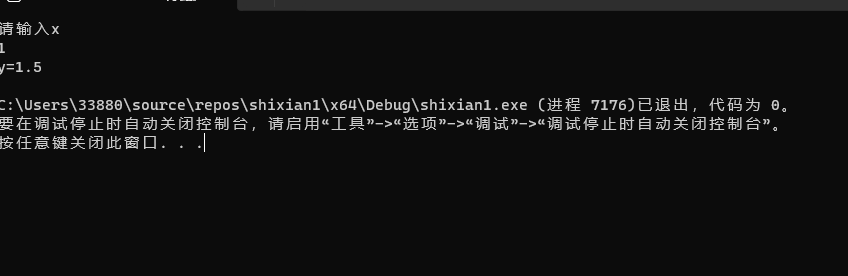 请输入x
1
y=1.5
C:\Users\33880\source\repos\shixian1\x64\Debug\shixian1.exe (进程 7176)已退出，代码为 0。
要在调试停止时自动关闭控制台，请启用“工具”->“选项”->“调试”->“调试停止时自动关闭控制台”。
按任意键关闭此窗口. . .